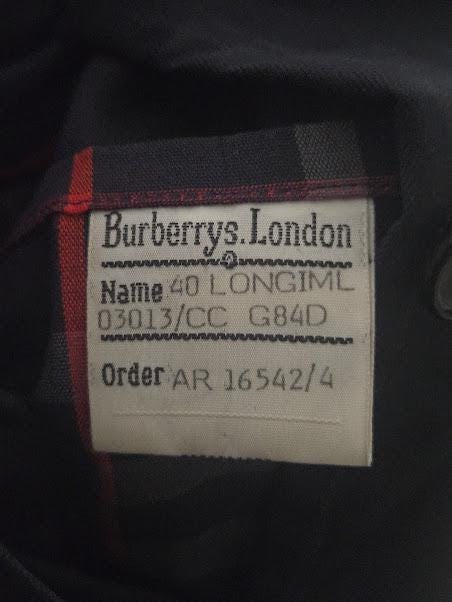 Burberrys.London
Name 40 LONGIML
03013/CC G84D
Order AR 16542/4